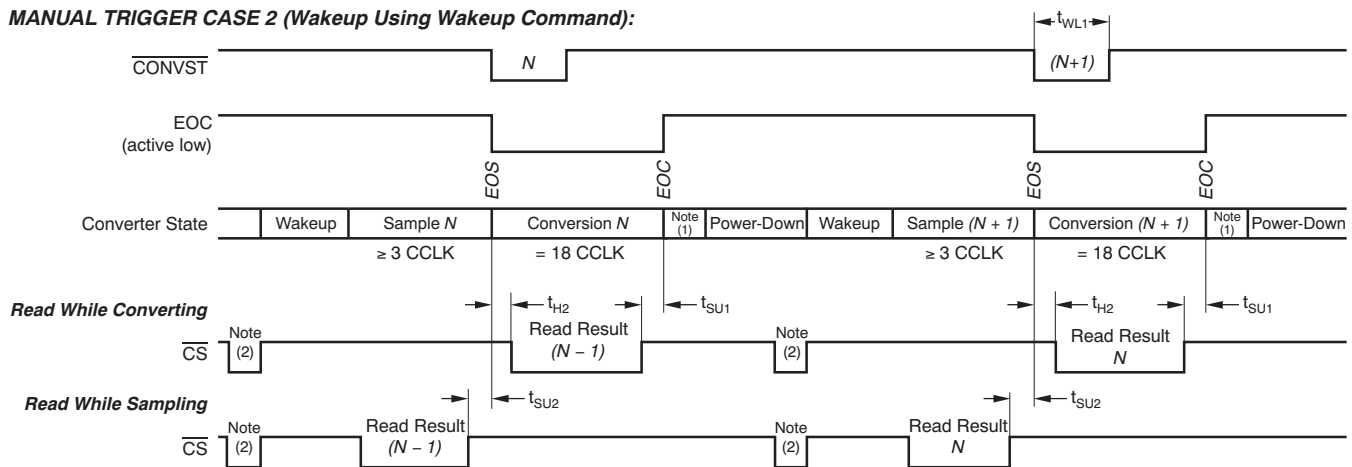 MANUAL TRIGGER CASE 2 (Wakeup Using Wakeup Command):
tWL1
CONVST
N
(N+1)
EOC
(active low)
EOS
EOC
EOS
EOC
Converter State
Wakeup
Sample N
Conversion N
Note (1)
Power-Down
Wakeup
Sample (N + 1)
Conversion (N + 1)
Note (1)
Power-Down
≥ 3 CCLK
= 18 CCLK
≥ 3 CCLK
= 18 CCLK
Read While Converting
tH2
tSU1
tH2
tSU1
CS
Note (2)
Read Result (N − 1)
Note (2)
Read Result N
Read While Sampling
tSU2
tSU2
CS
Note (2)
Read Result (N − 1)
Note (2)
Read Result N